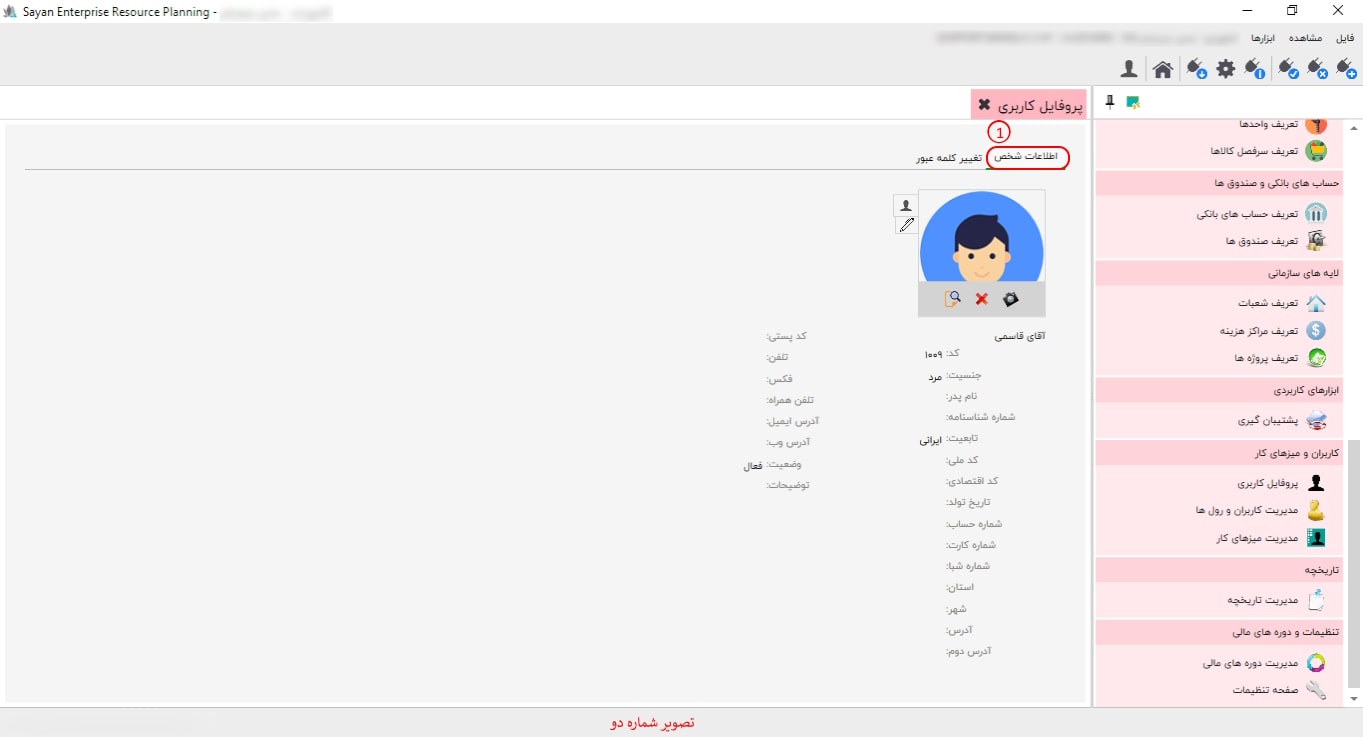 Sayan Enterprise Resource Planning -
فایل مشاهده ابزارها
پروفایل کاربری
1
اطلاعات شخص تغییر کلمه عبور
آقای قاسمی
کد: ۱۰۰۹
جنسیت: مرد
نام پدر:
شماره شناسنامه:
تابعیت: ایرانی
کد ملی:
کد اقتصادی:
تاریخ تولد:
شماره حساب:
شماره کارت:
شماره شبا:
استان:
شهر:
آدرس:
آدرس دوم:
کد پستی:
تلفن:
فکس:
تلفن همراه:
آدرس ایمیل:
آدرس وب:
وضعیت: فعال
توضیحات:
تعریف واحدها
تعریف سرفصل کالاها
حساب های بانکی و صندوق ها
تعریف حساب های بانکی
تعریف صندوق ها
لایه های سازمانی
تعریف شعبات
تعریف مراکز هزینه
تعریف پروژه ها
ابزارهای کاربردی
پشتیبان گیری
کاربران و میزهای کار
پروفایل کاربری
مدیریت کاربران و رول ها
مدیریت میزهای کار
تاریخچه
مدیریت تاریخچه
تنظیمات و دوره های مالی
مدیریت دوره های مالی
صفحه تنظیمات
تصویر شماره دو